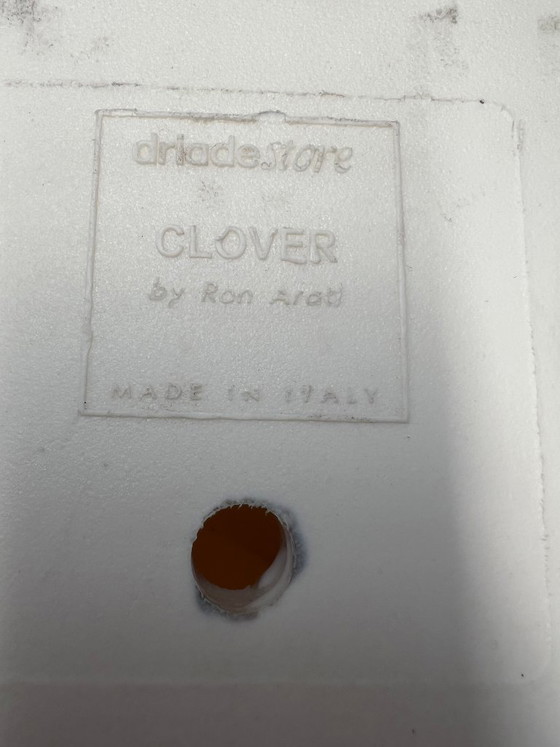 driadestore
CLOVER
by Ron Arad
MADE IN ITALY